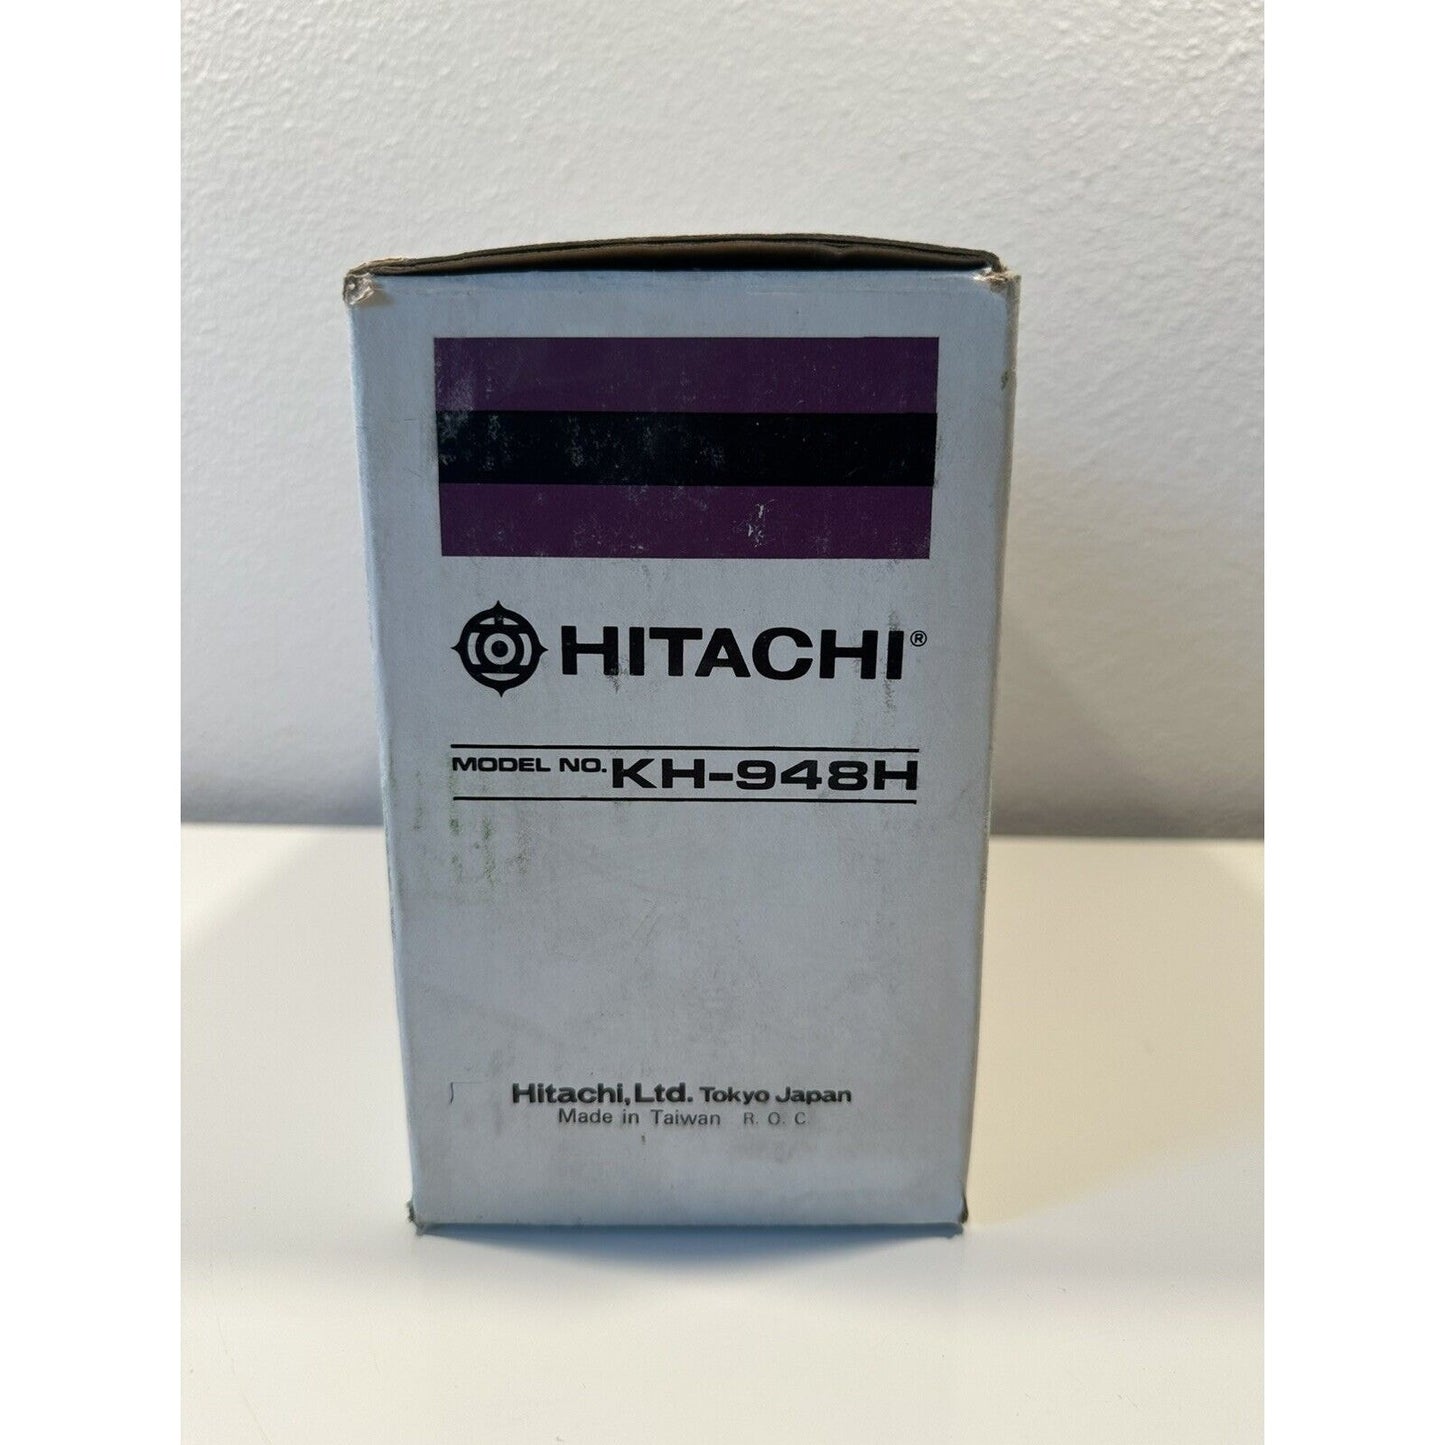 HITACHI®
MODEL NO. KH-948H
Hitachi, Ltd. Tokyo Japan
Made in Taiwan R. O. C.